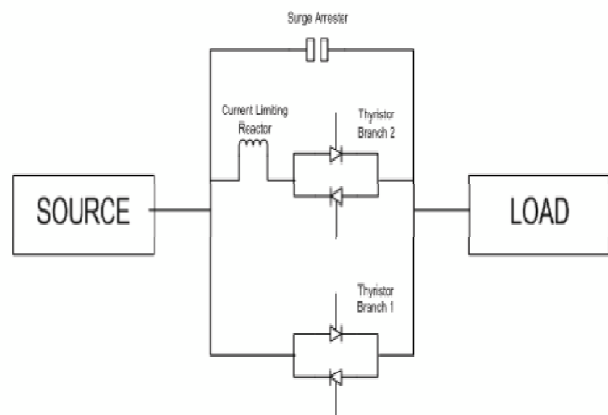 Surge Arrester
Current Limiting
Reactor
Thyristor
Branch 2
SOURCE
LOAD
Thyristor
Branch 1